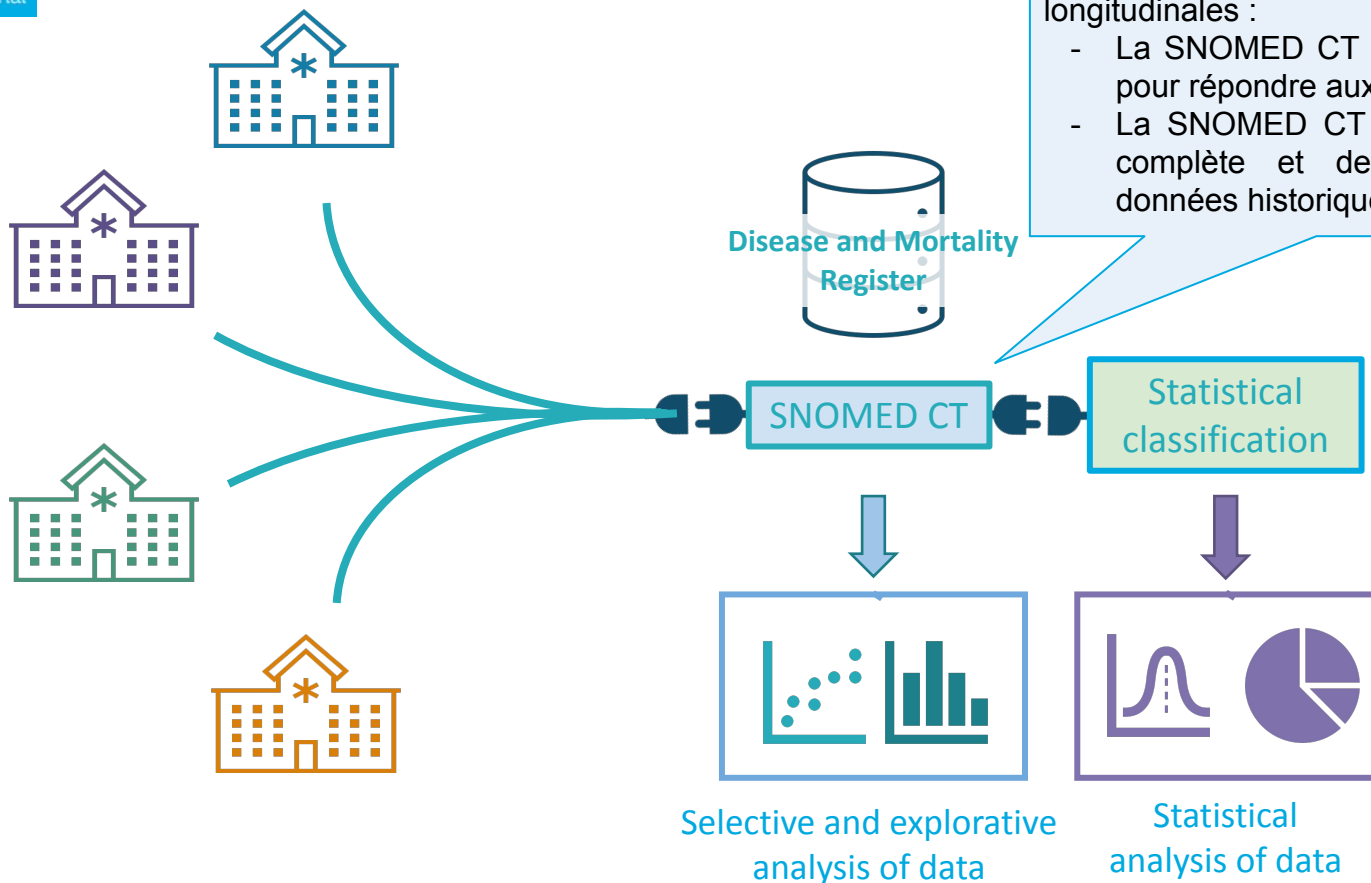 longitudinales :
- La SNOMED CT
pour répondre aux
- La SNOMED CT
complète et de
données historique
Disease and Mortality
Register
SNOMED CT
Statistical
classification
Selective and explorative
analysis of data
Statistical
analysis of data